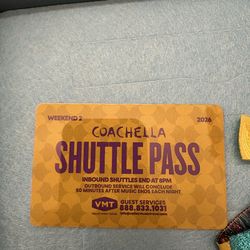 WEEKEND 2 2026
COACHELLA
SHUTTLE PASS
INBOUND SHUTTLES END AT 8PM
OUTBOUND SERVICE WILL CONCLUDE
90 MINUTES AFTER MUSIC ENDS EACH NIGHT
VMT
GUEST SERVICES
888.833.1031